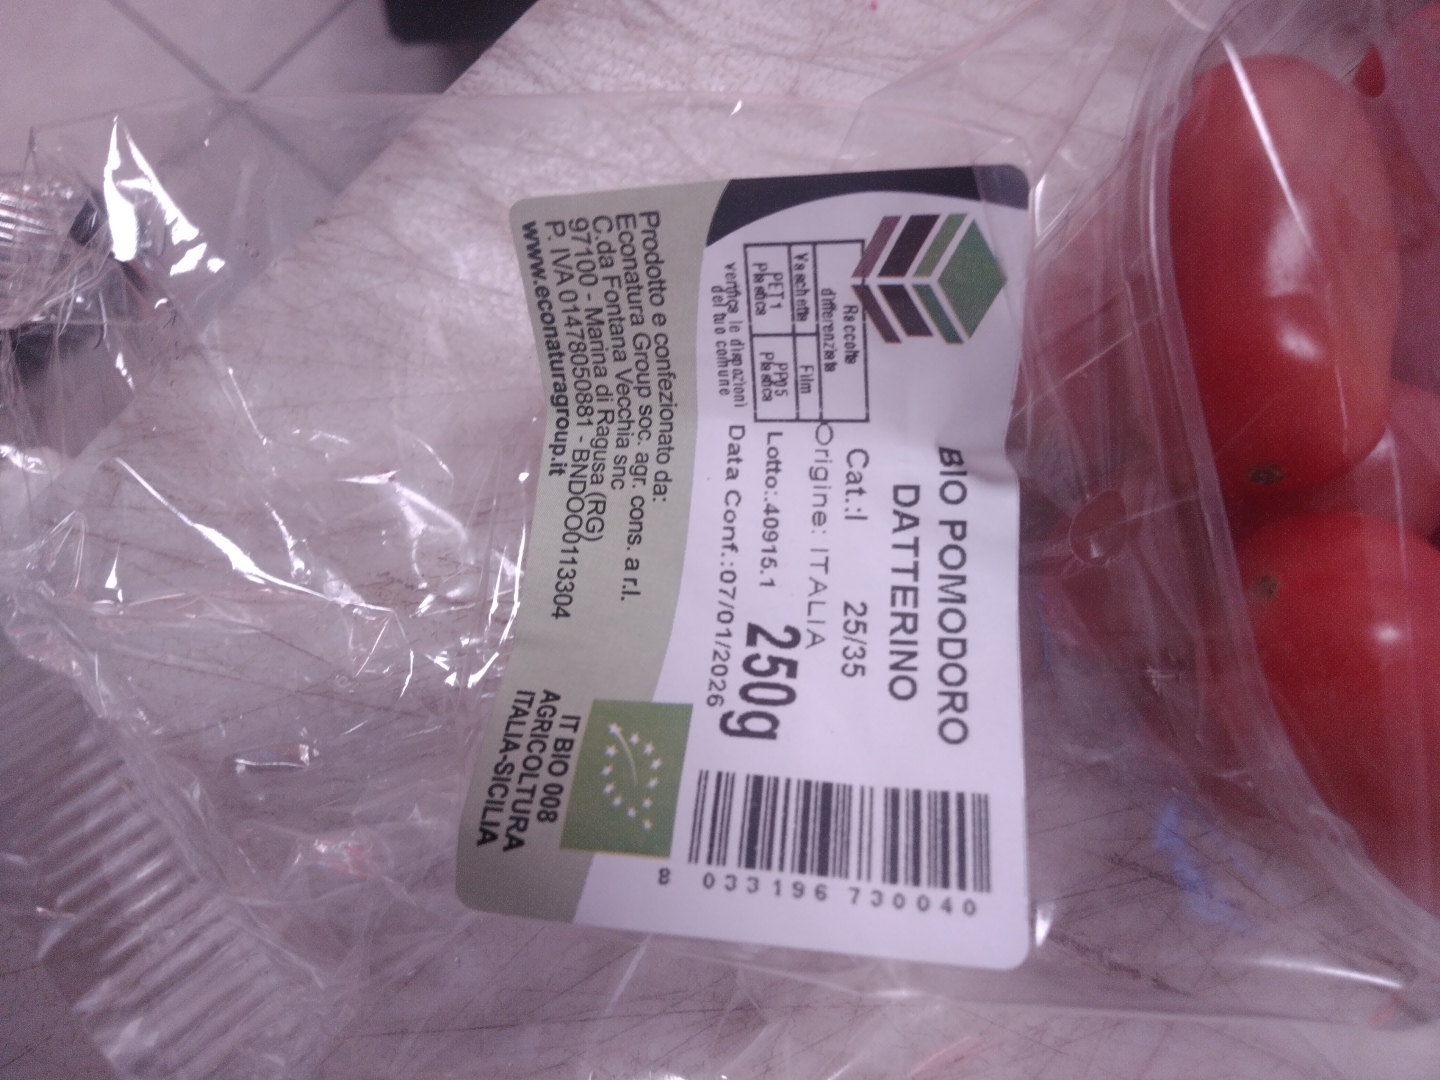 BIO POMODORO
DATTERINO
Cat.:I 25/35
Origine: ITALIA
Lotto:.40915.1
250g
Data Conf.:07/01/2026
Raccolta
differenziata
Vaschetta Film
PET1 PP05
Plastica Plastica
verifica le disposizioni
del tuo comune
8 033196 730040
Prodotto e confezionato da:
Econatura Group soc. agr. cons. a r.l.
C.da Fontana Vecchia snc
97100 - Marina di Ragusa (RG)
P. IVA 01478050881 - BNDOO0113304
www.econaturagroup.it
IT BIO 008
AGRICOLTURA
ITALIA-SICILIA